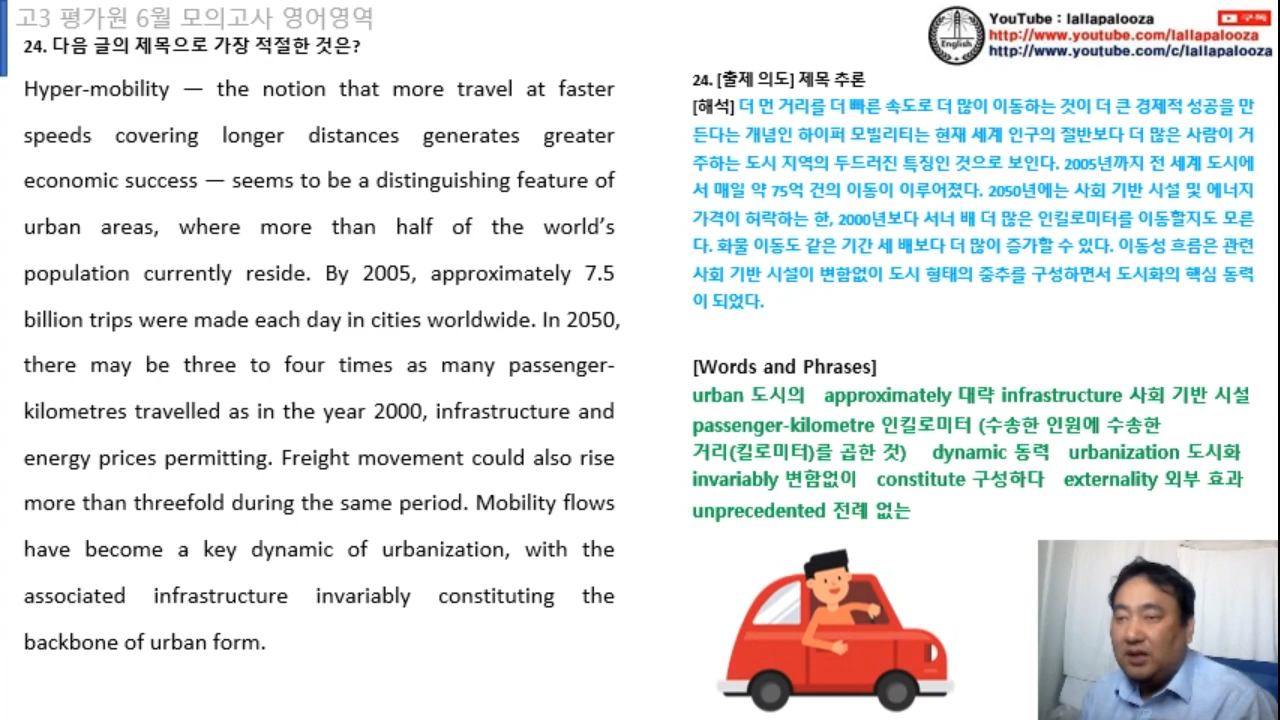 고3 평가원 6월 모의고사 영어영역
24. 다음 글의 제목으로 가장 적절한 것은?
Hyper-mobility — the notion that more travel at faster
speeds covering longer distances generates greater
economic success — seems to be a distinguishing feature of
urban areas, where more than half of the world’s
population currently reside. By 2005, approximately 7.5
billion trips were made each day in cities worldwide. In 2050,
there may be three to four times as many passenger-
kilometres travelled as in the year 2000, infrastructure and
energy prices permitting. Freight movement could also rise
more than threefold during the same period. Mobility flows
have become a key dynamic of urbanization, with the
associated infrastructure invariably constituting the
backbone of urban form.
English
YouTube : lallapalooza
구독
http://www.youtube.com/lallapalooza
http://www.youtube.com/c/lallapalooza
24. [출제 의도] 제목 추론
[해석] 더 먼 거리를 더 빠른 속도로 더 많이 이동하는 것이 더 큰 경제적 성공을 만
든다는 개념인 하이퍼 모빌리티는 현재 세계 인구의 절반보다 더 많은 사람이 거
주하는 도시 지역의 두드러진 특징인 것으로 보인다. 2005년까지 전 세계 도시에
서 매일 약 75억 건의 이동이 이루어졌다. 2050년에는 사회 기반 시설 및 에너지
가격이 허락하는 한, 2000년보다 서너 배 더 많은 인킬로미터를 이동할지도 모른
다. 화물 이동도 같은 기간 세 배보다 더 많이 증가할 수 있다. 이동성 흐름은 관련
사회 기반 시설이 변함없이 도시 형태의 중추를 구성하면서 도시화의 핵심 동력
이 되었다.
[Words and Phrases]
urban 도시의 approximately 대략 infrastructure 사회 기반 시설
passenger-kilometre 인킬로미터 (수송한 인원에 수송한
거리(킬로미터)를 곱한 것) dynamic 동력 urbanization 도시화
invariably 변함없이 constitute 구성하다 externality 외부 효과
unprecedented 전례 없는